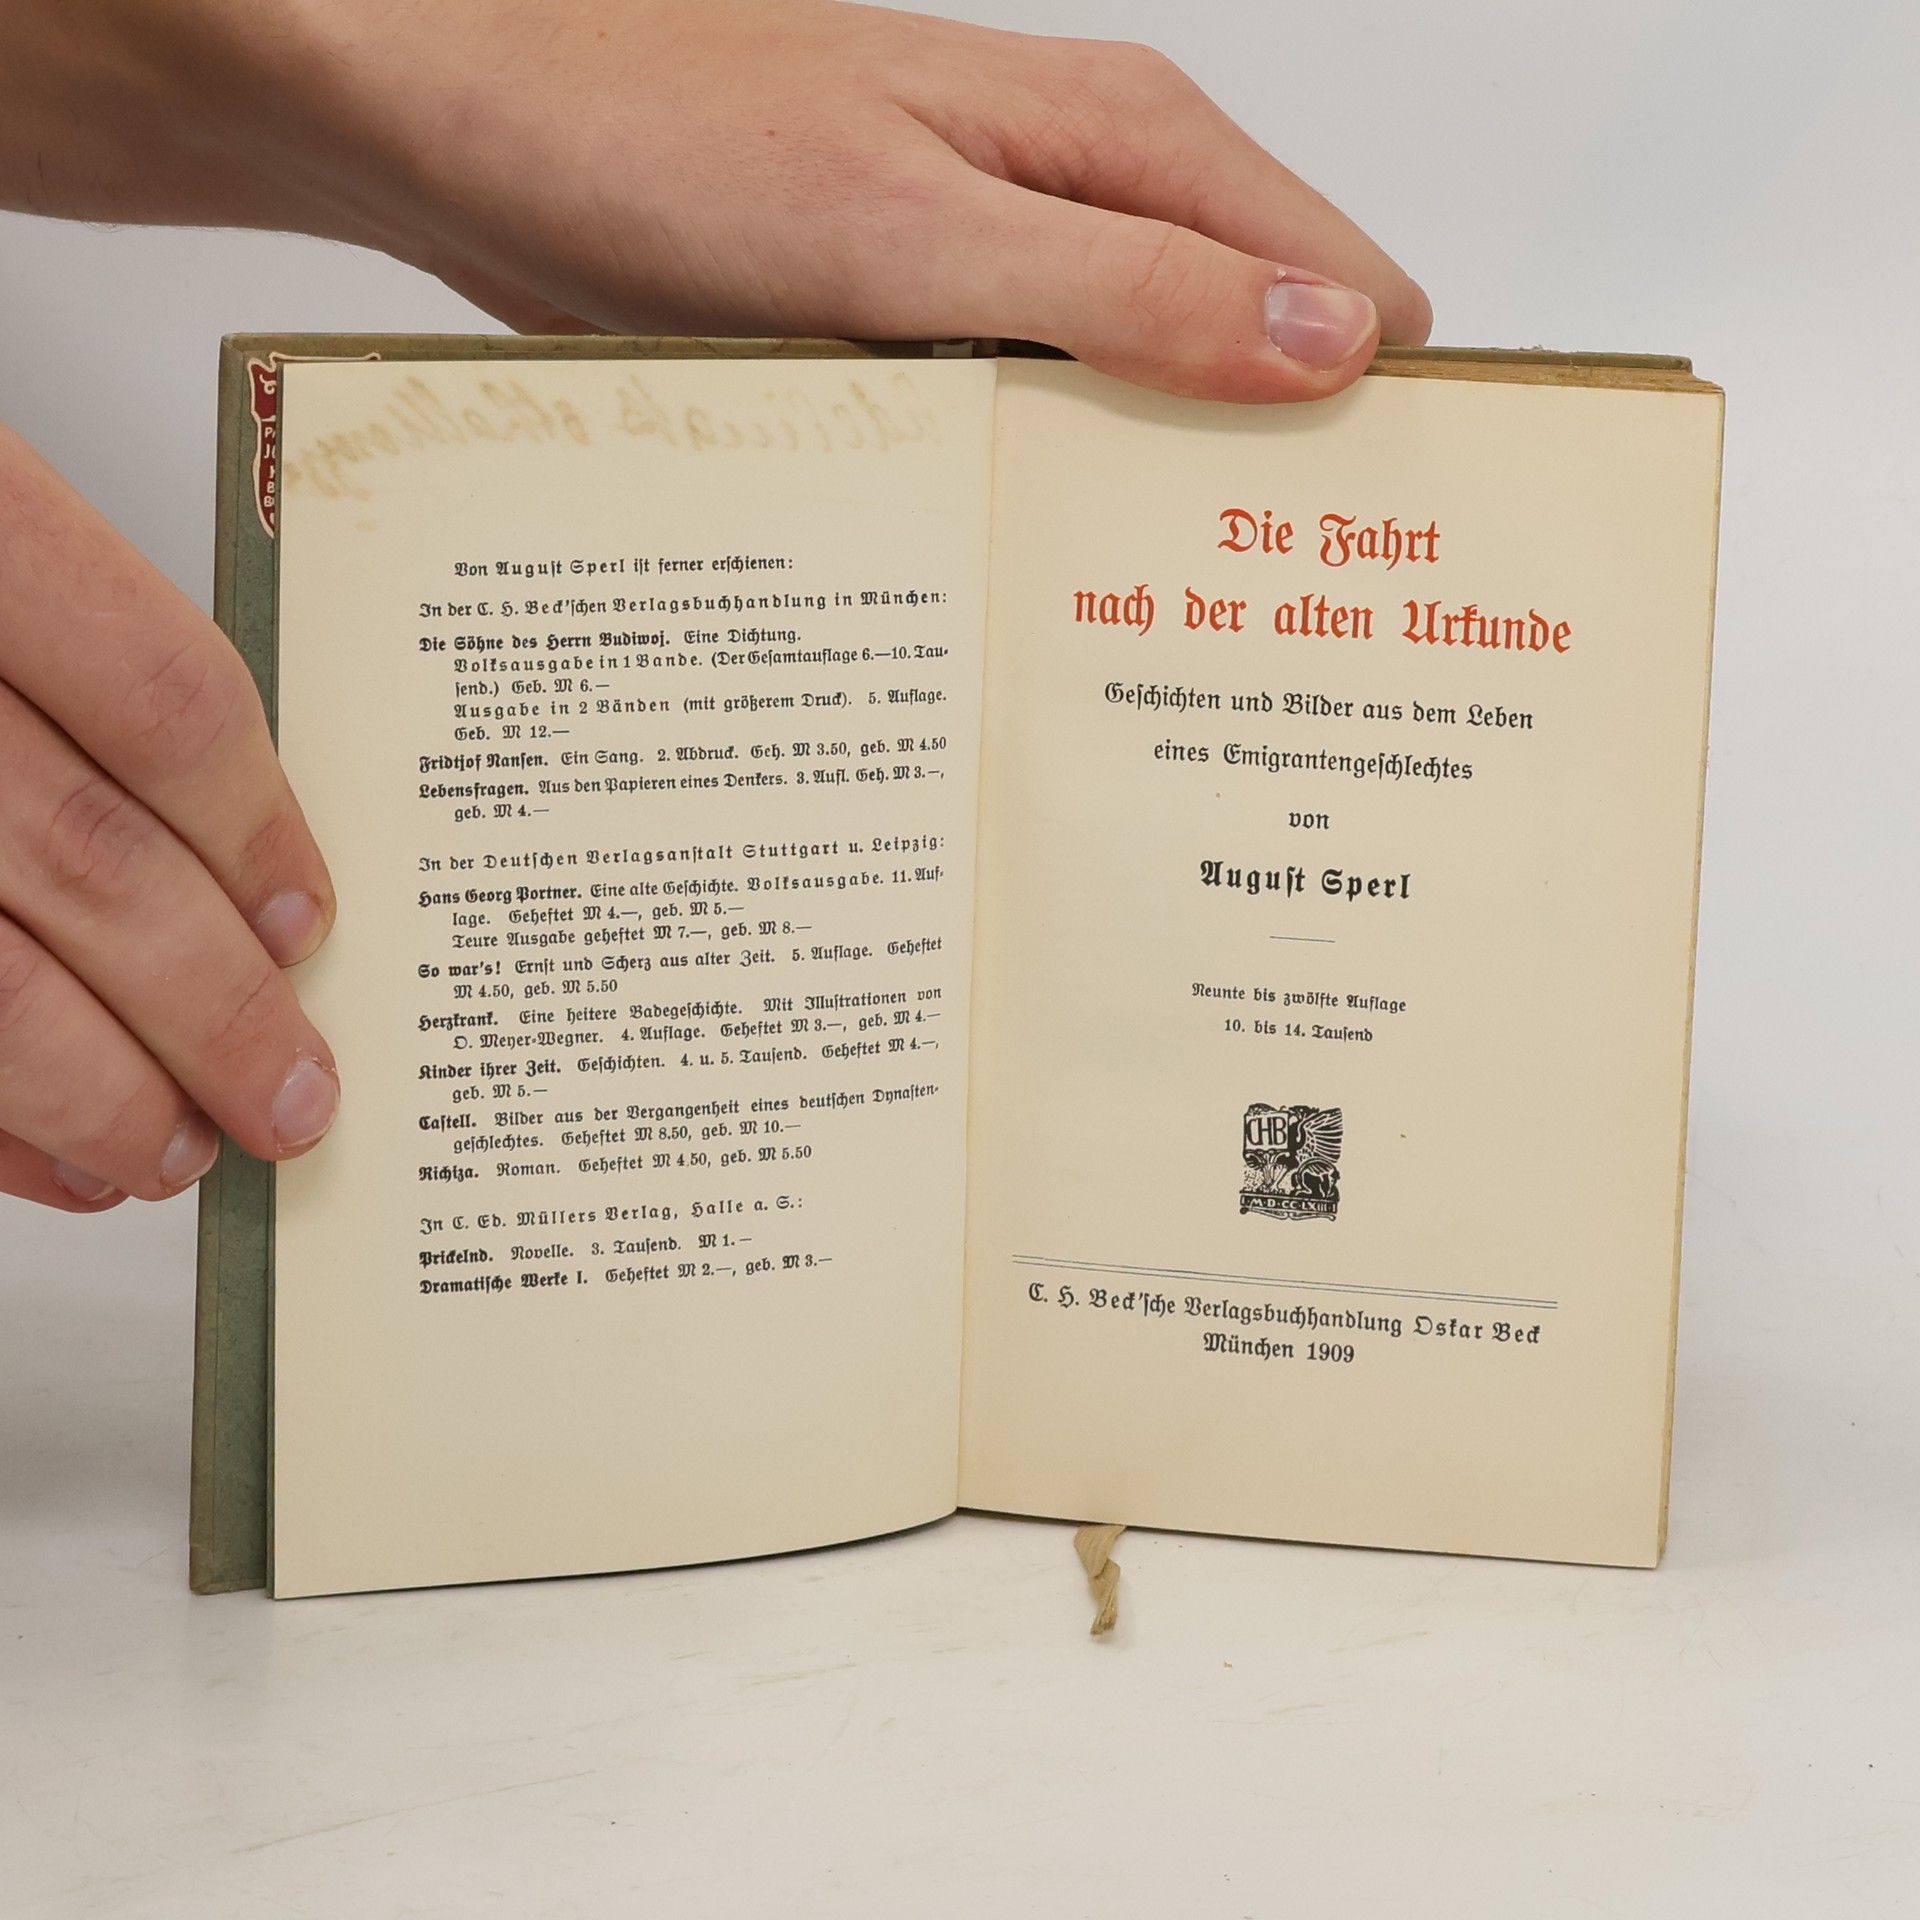 Von August Sperl ist ferner erschienen:
In der C. H. Beck'schen Verlagsbuchhandlung in München:
Die Söhne des Herrn Budiwoj. Eine Dichtung.
Volksausgabe in 1 Bande. (Der Gesamtauflage 6.—10. Tau-
send.) Geb. M 6.—
Ausgabe in 2 Bänden (mit größerem Druck). 5. Auflage.
Geb. M 12.—
Fridtjof Nansen. Ein Sang. 2. Abdruck. Geh. M 3.50, geb. M 4.50
Lebensfragen. Aus den Papieren eines Denkers. 3. Aufl. Geh. M 3.—,
geb. M 4.—
In der Deutschen Verlagsanstalt Stuttgart u. Leipzig:
Hans Georg Portner. Eine alte Geschichte. Volksausgabe. 11. Auf-
lage. Geheftet M 4.—, geb. M 5.—
Teure Ausgabe geheftet M 7.—, geb. M 8.—
So war's! Ernst und Scherz aus alter Zeit. 5. Auflage. Geheftet
M 4.50, geb. M 5.50
Herzkrank. Eine heitere Badegeschichte. Mit Illustrationen von
O. Meyer-Wegner. 4. Auflage. Geheftet M 3.—, geb. M 4.—
Kinder ihrer Zeit. Geschichten. 4. u. 5. Tausend. Geheftet M 4.—,
geb. M 5.—
Castell. Bilder aus der Vergangenheit eines deutschen Dynasten-
geschlechtes. Geheftet M 8.50, geb. M 10.—
Richiza. Roman. Geheftet M 4.50, geb. M 5.50
In C. Ed. Müllers Verlag, Halle a. S.:
Prickelnd. Novelle. 3. Tausend. M 1.—
Dramatische Werke I. Geheftet M 2.—, geb. M 3.—
Die Fahrt
nach der alten Urkunde
Geschichten und Bilder aus dem Leben
eines Emigrantengeschlechtes
von
August Sperl
Neunte bis zwölfte Auflage
10. bis 14. Tausend
CHB
M·D·CC·LXIII
C. H. Beck'sche Verlagsbuchhandlung Oskar Beck
München 1909